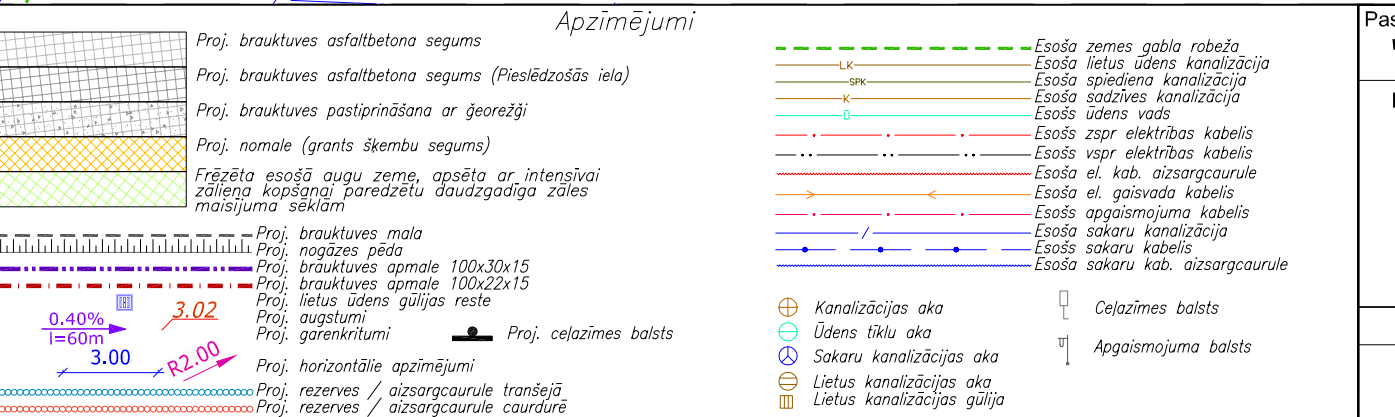 Apzīmējumi
Proj. brauktuves asfaltbetona segums
Proj. brauktuves asfaltbetona segums (Pieslēdzošās iela)
Proj. brauktuves pastiprināšana ar ģeorežģi
Proj. nomale (grants šķembu segums)
Frēzēta esošā augu zeme, apsēta ar intensīvai
zāliena kopšanai paredzētu daudzgadīga zāles
maisījuma sēklām
Proj. brauktuves mala
Proj. nogāzes pēda
Proj. brauktuves apmale 100x30x15
Proj. brauktuves apmale 100x22x15
Proj. lietus ūdens gūlijas reste
3.02
Proj. augstumi
0.40%
l=60m
Proj. garenkritumi
Proj. ceļazīmes balsts
3.00
R2.00
Proj. horizontālie apzīmējumi
Proj. rezerves / aizsargcaurule tranšejā
Proj. rezerves / aizsargcaurule caurdurē
Esoša zemes gabla robeža
LK
Esoša lietus ūdens kanalizācija
SPK
Esoša spiediena kanalizācija
K
Esoša sadzīves kanalizācija
Esošs ūdens vads
Esošs zspr elektrības kabelis
Esošs vspr elektrības kabelis
Esoša el. kab. aizsargcaurule
Esoša el. gaisvada kabelis
Esošs apgaismojuma kabelis
Esoša sakaru kanalizācija
Esošs sakaru kabelis
Esoša sakaru kab. aizsargcaurule
Kanalizācijas aka
Ūdens tīklu aka
Sakaru kanalizācijas aka
Lietus kanalizācijas aka
Lietus kanalizācijas gūlija
Ceļazīmes balsts
Apgaismojuma balsts
Pas